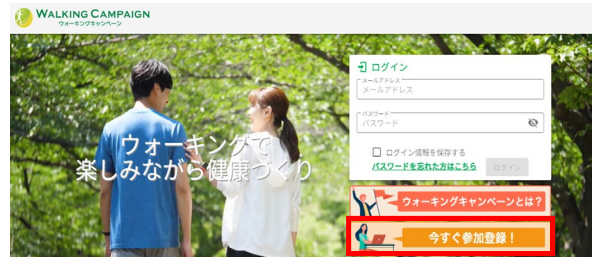 WALKING CAMPAIGN
ウォーキングキャンペーン
ウォーキングで
楽しみながら健康づくり
ログイン
メールアドレス
メールアドレス
パスワード
パスワード
ログイン情報を保存する
パスワードを忘れた方はこちら ログイン
ウォーキングキャンペーンとは?
今すぐ参加登録！